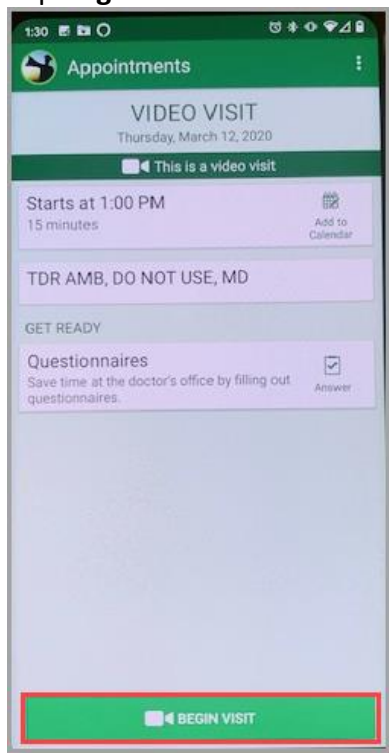 1:30
Appointments
VIDEO VISIT
Thursday, March 12, 2020
This is a video visit
Starts at 1:00 PM
15 minutes
Add to
Calendar
TDR AMB, DO NOT USE, MD
GET READY
Questionnaires
Save time at the doctor's office by filling out
questionnaires.
Answer
BEGIN VISIT